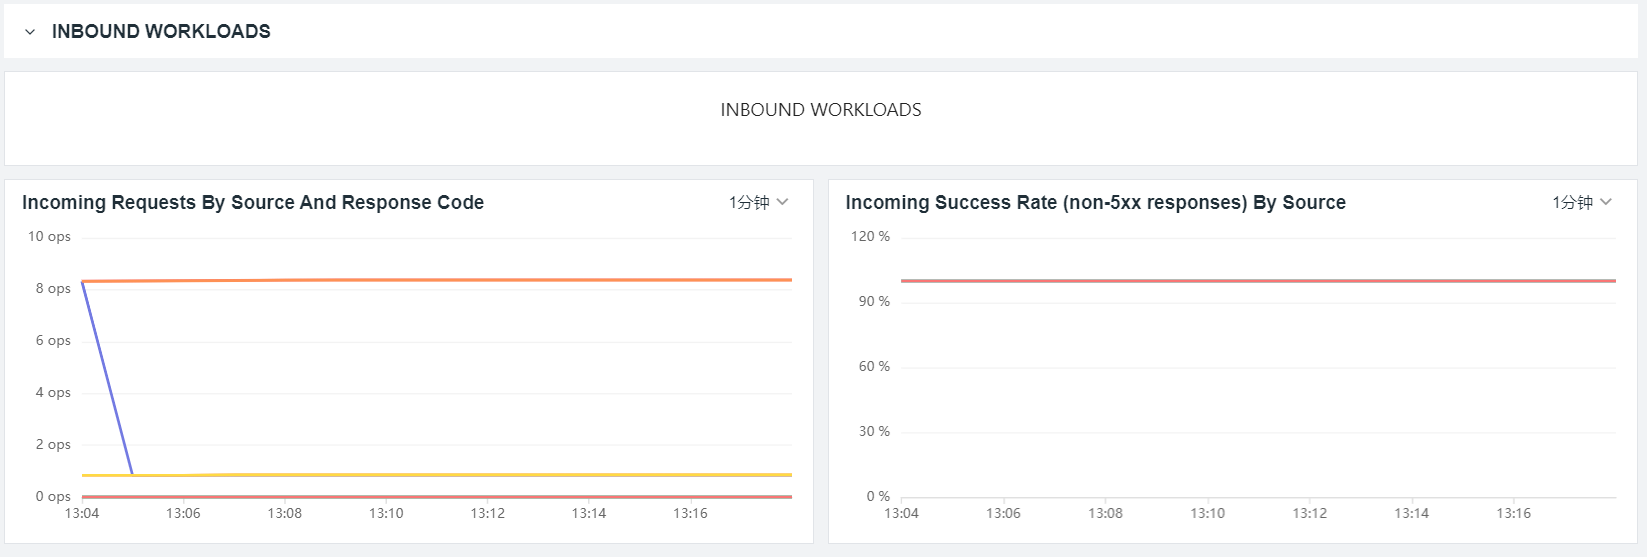 INBOUND WORKLOADS
INBOUND WORKLOADS
Incoming Requests By Source And Response Code
1分钟
10 ops
8 ops
6 ops
4 ops
2 ops
0 ops
13:04 13:06 13:08 13:10 13:12 13:14 13:16
Incoming Success Rate (non-5xx responses) By Source
1分钟
120 %
90 %
60 %
30 %
0 %
13:04 13:06 13:08 13:10 13:12 13:14 13:16